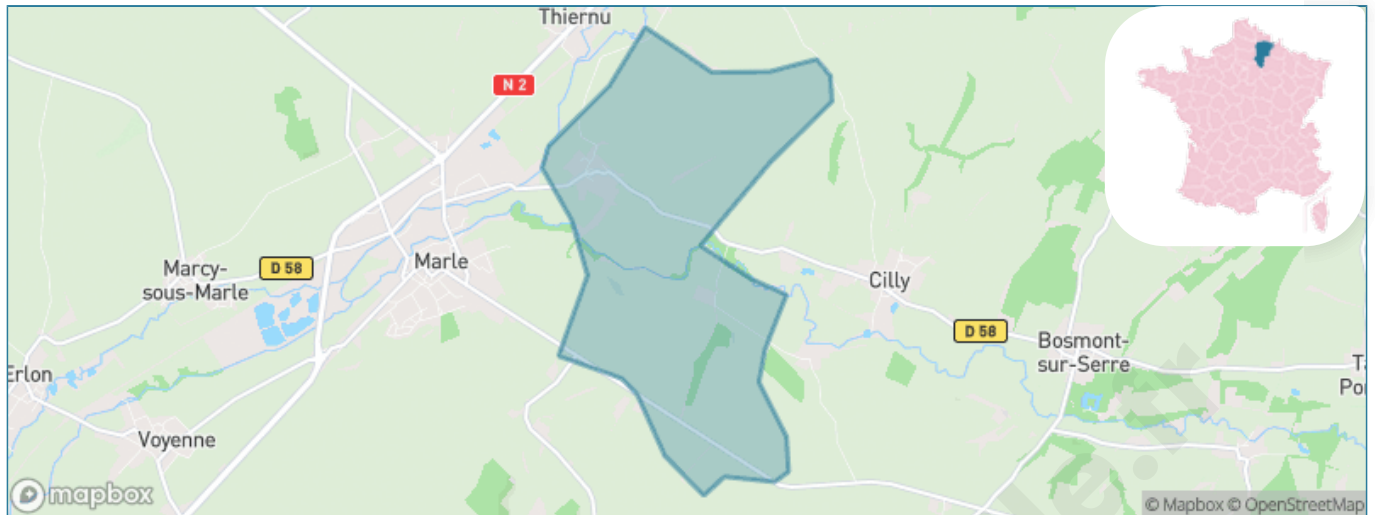 Thiernu
N 2
Marcy-
sous-Marle
D 58
Marle
Cilly
D 58
Bosmont-
sur-Serre
Erlon
Voyenne
mapbox
© Mapbox © OpenStreetMap